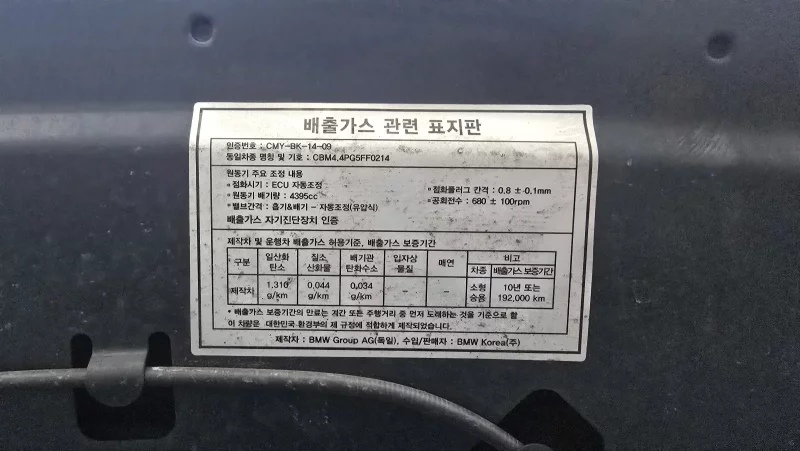 배출가스 관련 표지판
인증번호 : CMY-BK-14-09
동일차종 명칭 및 기호 : CBM4.4PG5FF0214
원동기 주요 조정 내용
• 점화시기 : ECU 자동조정
• 점화플러그 간격 : 0.8 ±0.1mm
• 원동기 배기량 : 4395cc
• 공회전수 : 680 ± 100rpm
• 밸브간격 : 흡기&배기 - 자동조정(유압식)
배출가스 자기진단장치 인증
제작차 및 운행차 배출가스 허용기준, 배출가스 보증기간
구분 일산화탄소 질소산화물 배기관탄화수소 입자상물질 매연 비고
차종 배출가스 보증기간
제작차 1.310 g/km 0.044 g/km 0.034 g/km - - 소형승용 10년 또는 192,000 km
* 배출가스 보증기간의 만료는 기간 또는 주행거리 중 먼저 도래하는 것을 기준으로 함
이 차량은 대한민국 환경부의 제 규정에 적합하게 제작되었습니다.
제작자 : BMW Group AG(독일), 수입/판매자 : BMW Korea(주)